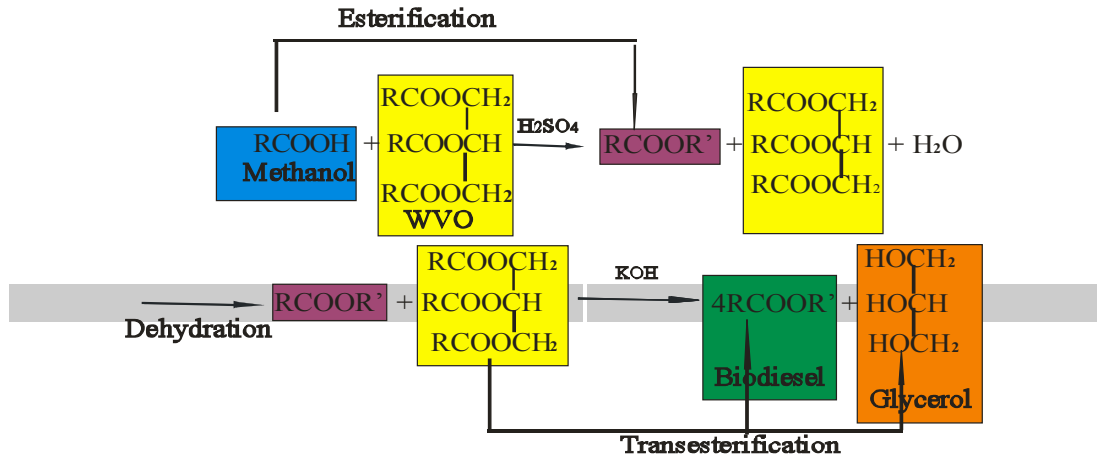 Esterification
RCOOCH₂
RCOOH + RCOOCH H₂SO₄ RCOOR’ + RCOOCH + H₂O
Methanol
RCOOCH₂
WVO
RCOOCH₂
RCOOCH₂
RCOOCH₂
KOH
HOCH₂
RCOOR’ + RCOOCH 4RCOOR’ + HOCH
Dehydration
RCOOCH₂
HOCH₂
Biodiesel
Glycerol
Transesterification